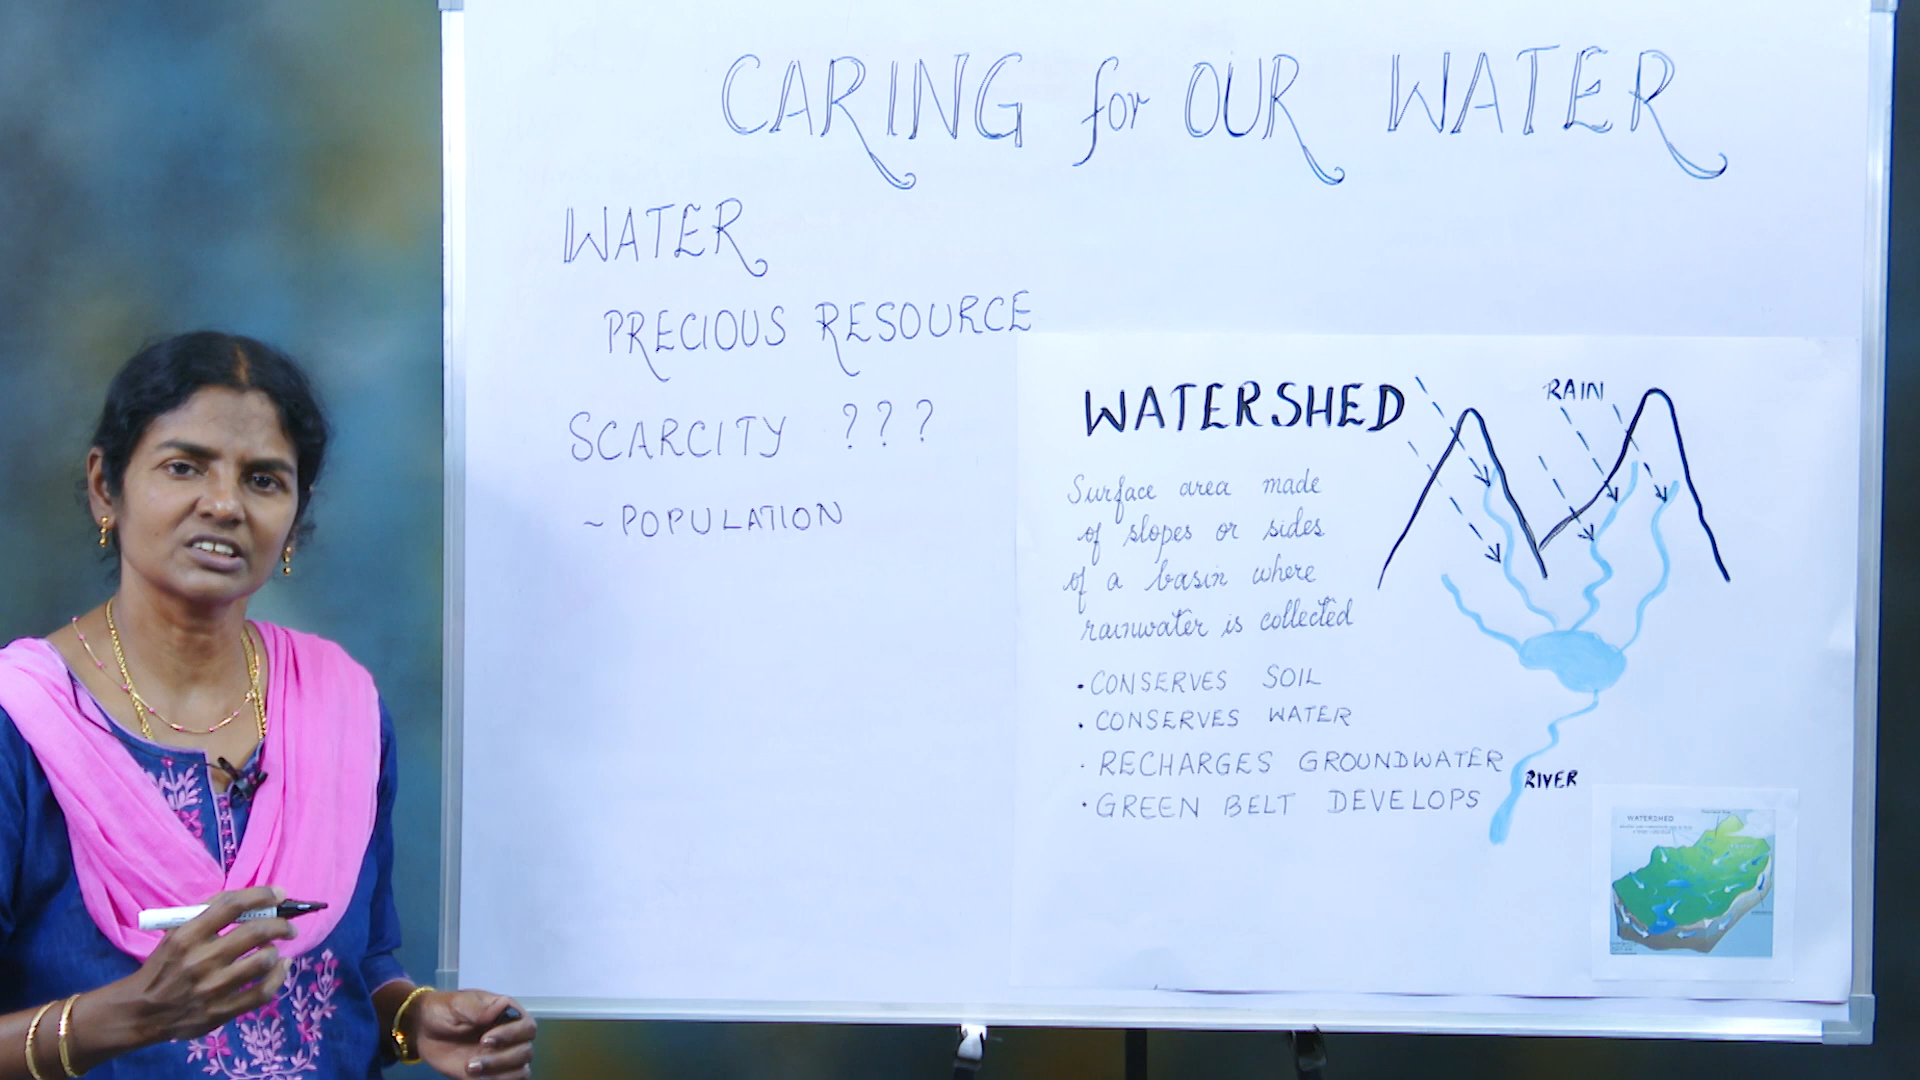 CARING for OUR WATER
WATER
PRECIOUS RESOURCE
SCARCITY ???
~ POPULATION
WATERSHED
RAIN
Surface area made
of slopes or sides
of a basin where
rainwater is collected
• CONSERVES SOIL
• CONSERVES WATER
• RECHARGES GROUNDWATER
• GREEN BELT DEVELOPS
RIVER
WATERSHED